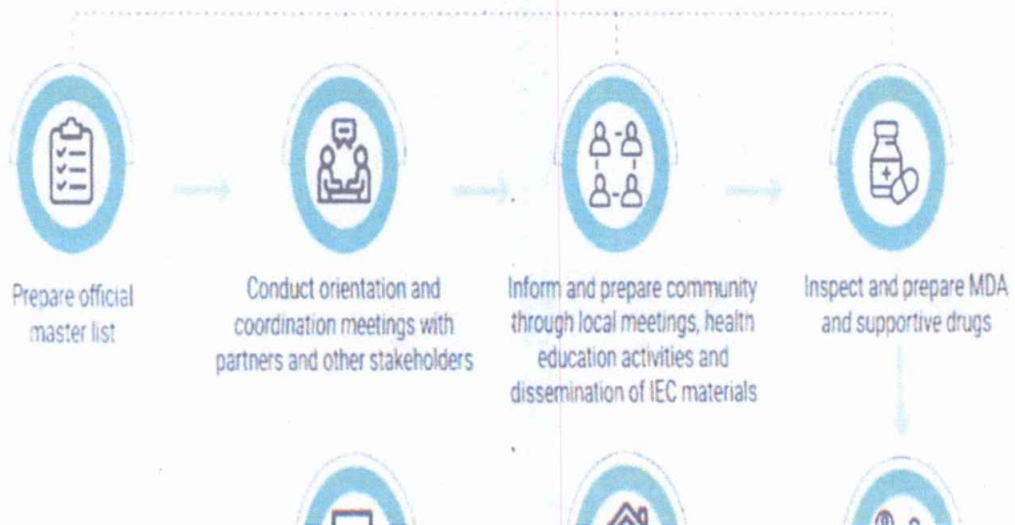 Prepare official
master list
Conduct orientation and
coordination meetings with
partners and other stakeholders
Inform and prepare community
through local meetings, health
education activities and
dissemination of IEC materials
Inspect and prepare MDA
and supportive drugs